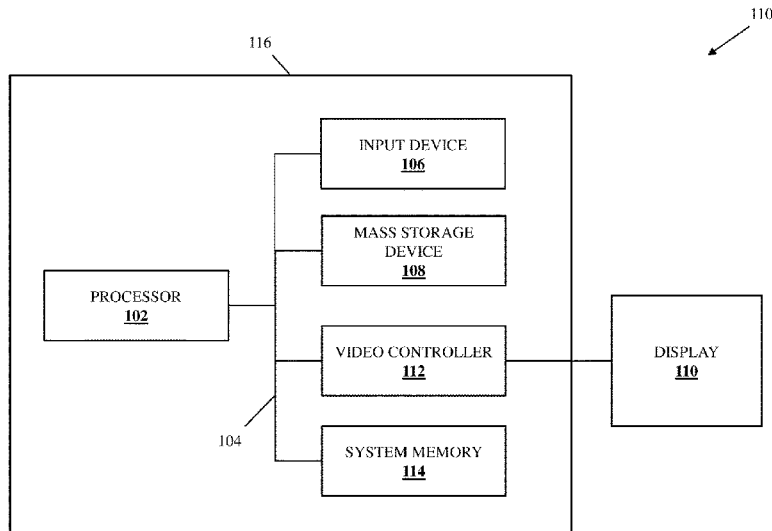 110
116
INPUT DEVICE
106
MASS STORAGE
DEVICE
108
PROCESSOR
102
VIDEO CONTROLLER
112
DISPLAY
110
104
SYSTEM MEMORY
114